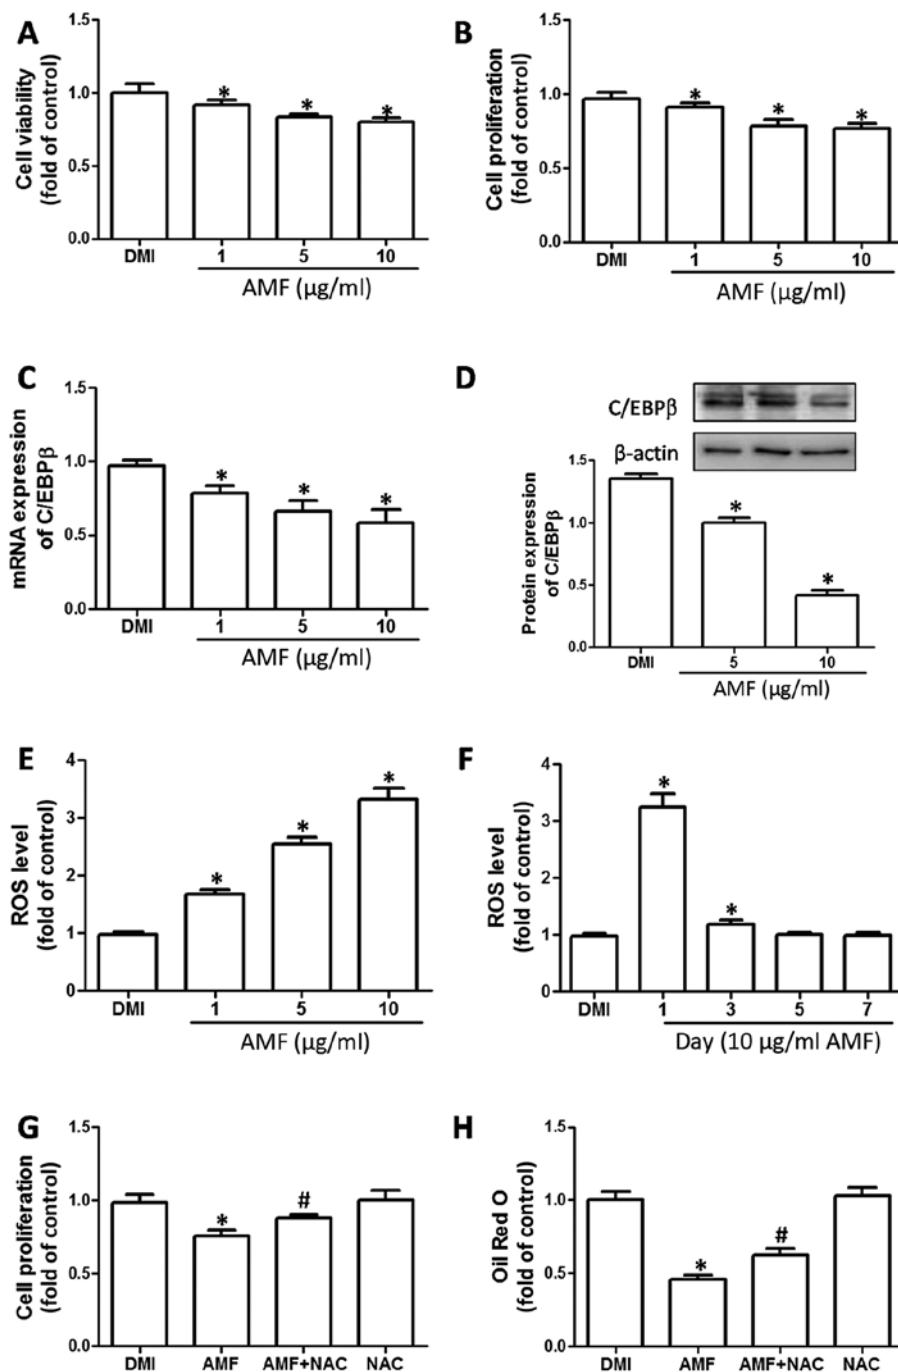 A
Cell viability
(fold of control)
1.5
1.0
0.5
0.0
*
*
*
DMI
1
5
10
AMF (µg/ml)
B
Cell proliferation
(fold of control)
1.5
1.0
0.5
0.0
*
*
*
DMI
1
5
10
AMF (µg/ml)
C
mRNA expression
of C/EBPβ
1.5
1.0
0.5
0.0
*
*
*
DMI
1
5
10
AMF (µg/ml)
D
C/EBPβ
β-actin
Protein expression
of C/EBPβ
1.5
1.0
0.5
0.0
*
*
DMI
5
10
AMF (µg/ml)
E
ROS level
(fold of control)
4
3
2
1
0
*
*
*
DMI
1
5
10
AMF (µg/ml)
F
ROS level
(fold of control)
4
3
2
1
0
*
*
DMI
1
3
5
7
Day (10 µg/ml AMF)
G
Cell proliferation
(fold of control)
1.5
1.0
0.5
0.0
*
#
DMI
AMF
AMF+NAC
NAC
H
Oil Red O
(fold of control)
1.5
1.0
0.5
0.0
*
#
DMI
AMF
AMF+NAC
NAC